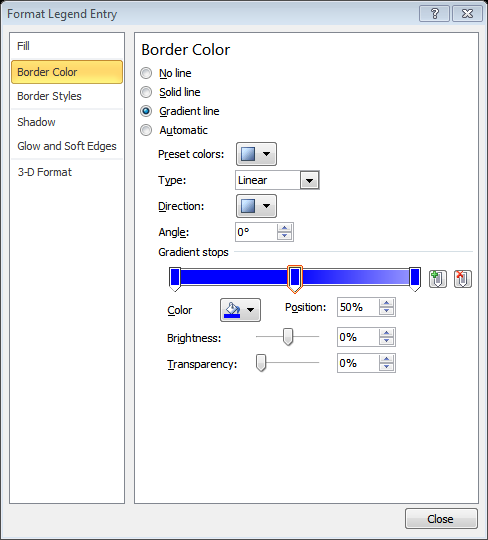 Format Legend Entry
Fill
Border Color
Border Styles
Shadow
Glow and Soft Edges
3-D Format
Border Color
No line
Solid line
Gradient line
Automatic
Preset colors:
Type: Linear
Direction:
Angle: 0°
Gradient stops
Color Position: 50%
Brightness: 0%
Transparency: 0%
Close